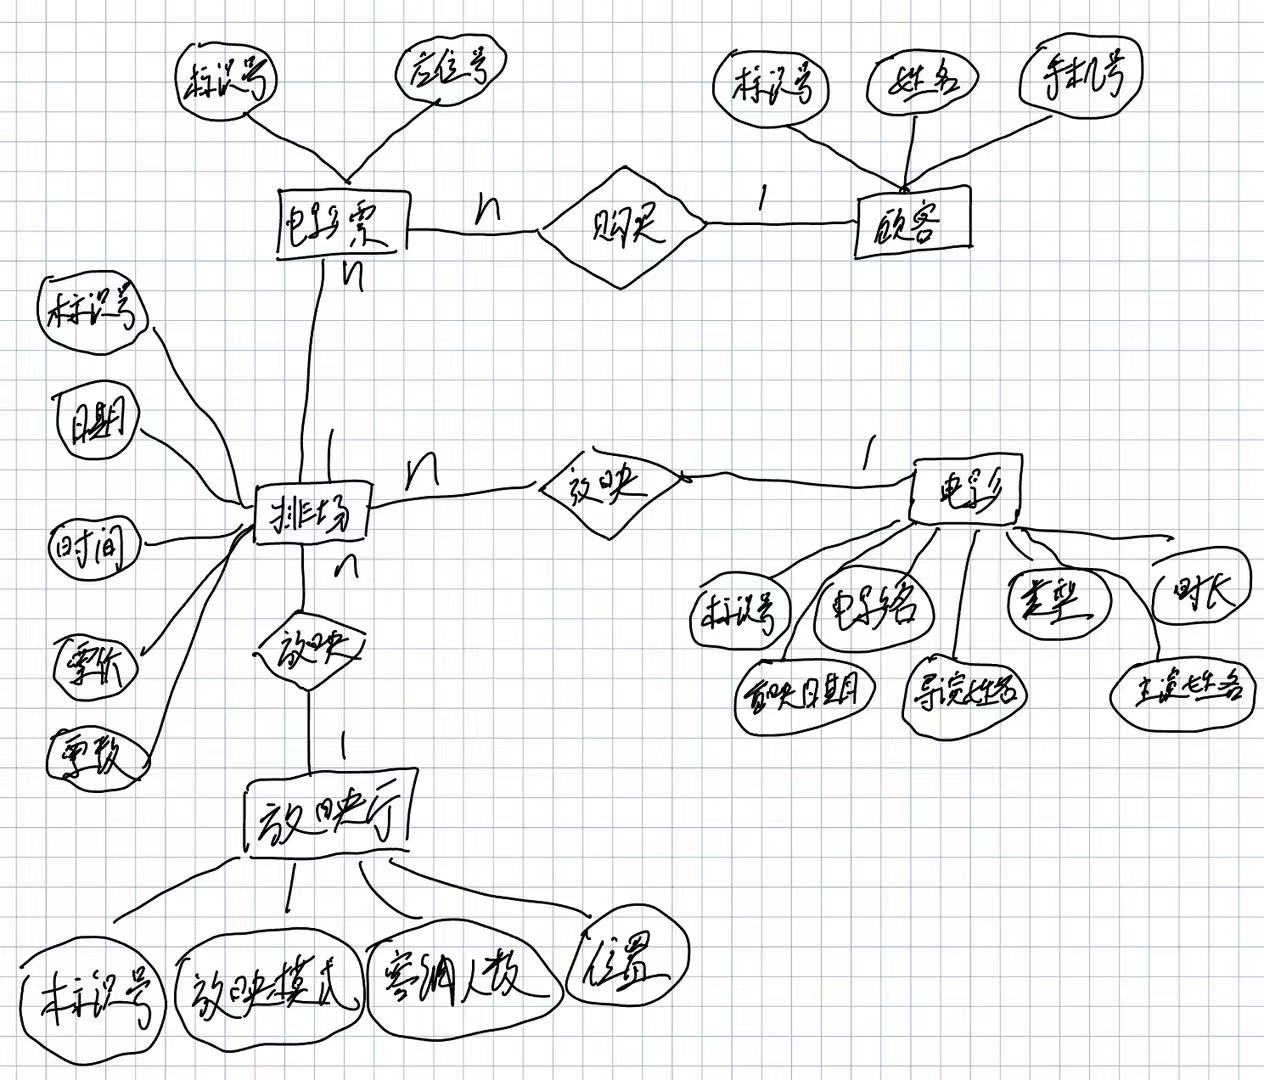 标识号
座位号
标识号
姓名
手机号
电影票
n
购买
1
顾客
n
标识号
日期
时间
票价
票数
1
排场
n
放映
1
电影
n
放映
1
标识号
电影名
类型
时长
首映日期
导演姓名
主演姓名
放映厅
标识号
放映模式
容纳人数
位置